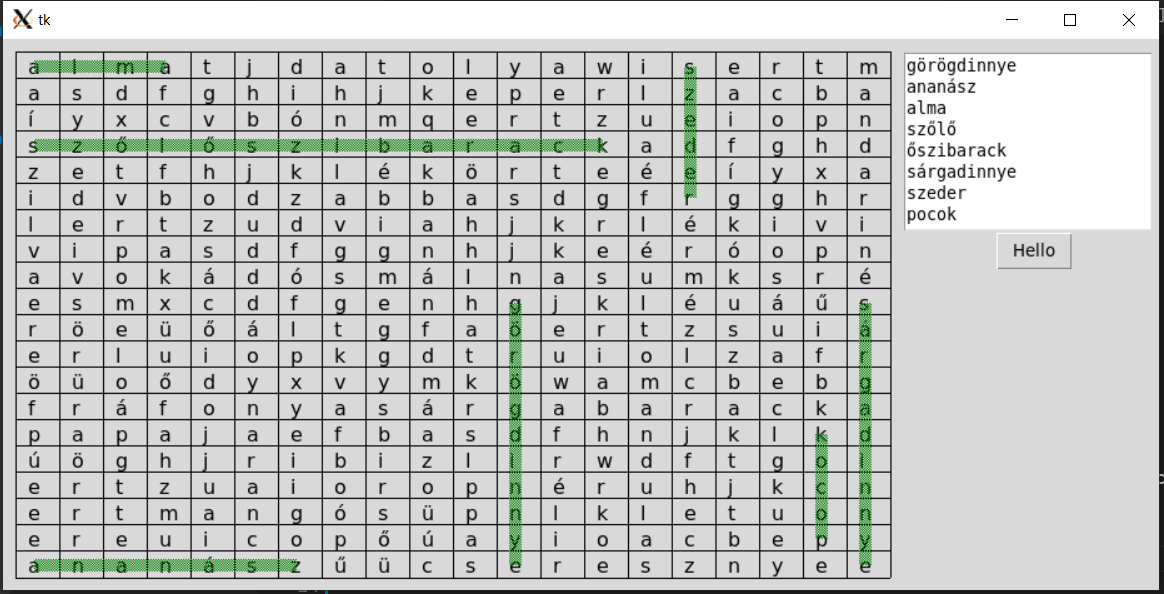 tk
a l m a t j d a t o l y a w i s e r t m
a s d f g h i h j k e p e r l z a c b a
í y x c v b ó n m q e r t z u e i o p n
s z ő l ő s z i b a r a c k a d f g h d
z e t f h j k l é k ö r t e é e í y x a
i d v b o d z a b b a s d g f r g g h r
l e r t z u d v i a h j k r l é k i v i
v i p a s d f g g n h j k e é r ó o p n
a v o k á d ó s m á l n a s u m k s r é
e s m x c d f g e n h g j k l é u á ű s
r ö e ü ő á l t g f a ö e r t z s u i á
e r l u i o p k g d t r u i o l z a f r
ö ü o ő d y x v y m k ö w a m c b e b g
f r á f o n y a s á r g a b a r a c k a
p a p a j a e f b a s d f h n j k l k d
ú ö g h j r i b i z l i r w d f t g o i
e r t z u a i o r o p n é r u h j k c n
e r t m a n g ó s ü p n l k l e t u o n
e r e u i c o p ő ú a y i o a c b e p y
a n a n á s z ű ü c s e r e s z n y e e
görögdinnye
ananász
alma
szőlő
őszibarack
sárgadinnye
szeder
pocok
Hello